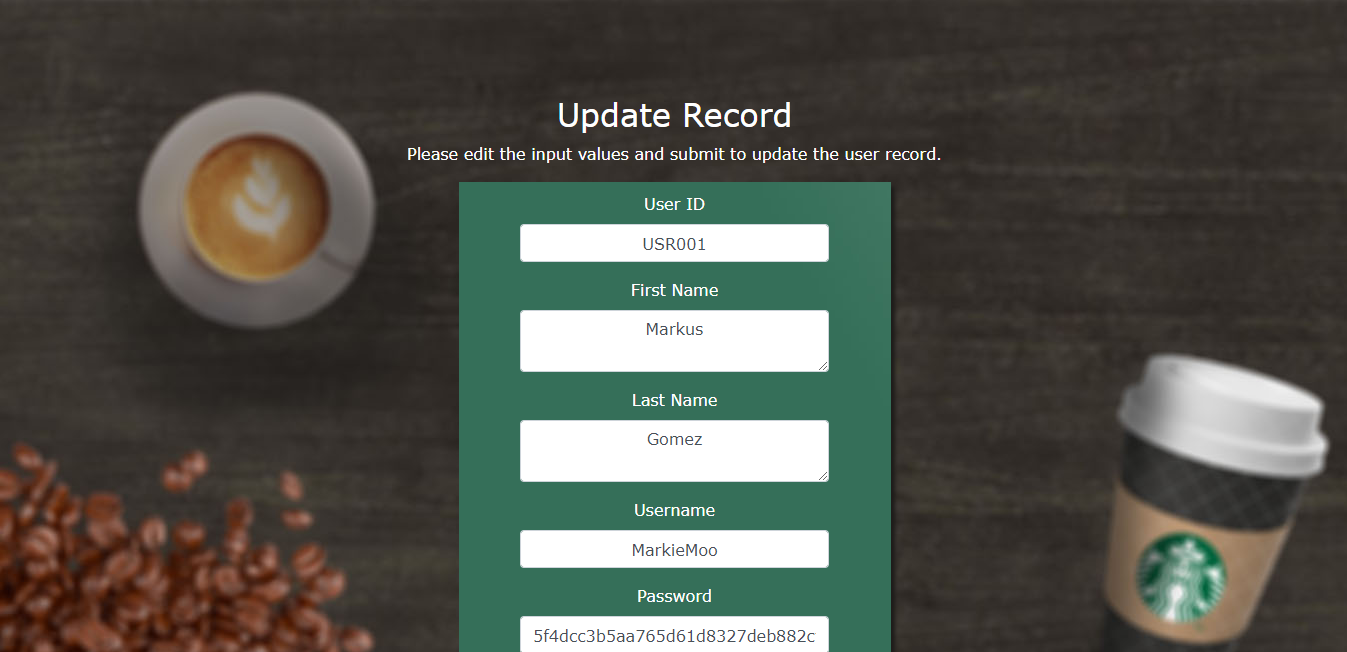 Update Record
Please edit the input values and submit to update the user record.
User ID
USR001
First Name
Markus
Last Name
Gomez
Username
MarkieMoo
Password
5f4dcc3b5aa765d61d8327deb882c